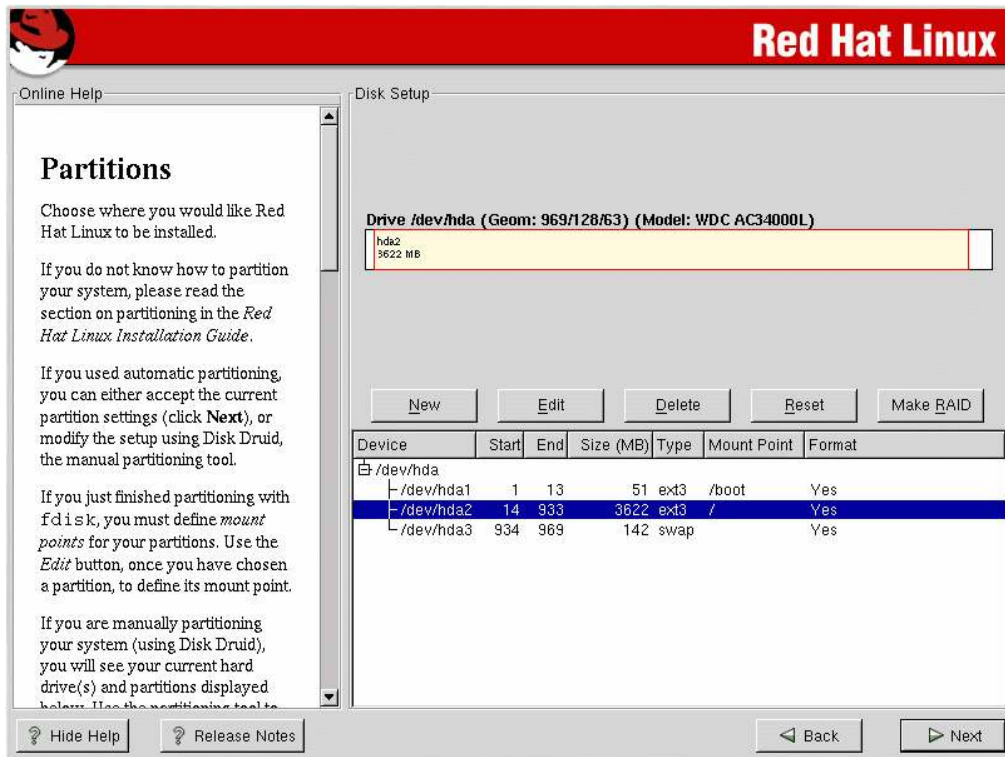 Red Hat Linux
Online Help
Partitions
Choose where you would like Red
Hat Linux to be installed.
If you do not know how to partition
your system, please read the
section on partitioning in the Red
Hat Linux Installation Guide.
If you used automatic partitioning,
you can either accept the current
partition settings (click Next), or
modify the setup using Disk Druid,
the manual partitioning tool.
If you just finished partitioning with
fdisk, you must define mount
points for your partitions. Use the
Edit button, once you have chosen
a partition, to define its mount point.
If you are manually partitioning
your system (using Disk Druid),
you will see your current hard
drive(s) and partitions displayed
below. Use the partitioning tool to
Disk Setup
Drive /dev/hda (Geom: 969/128/63) (Model: WDC AC34000L)
hda2
3622 MB
New Edit Delete Reset Make RAID
Device Start End Size (MB) Type Mount Point Format
/dev/hda
/dev/hda1 1 13 51 ext3 /boot Yes
/dev/hda2 14 933 3622 ext3 / Yes
/dev/hda3 934 969 142 swap Yes
Hide Help Release Notes Back Next